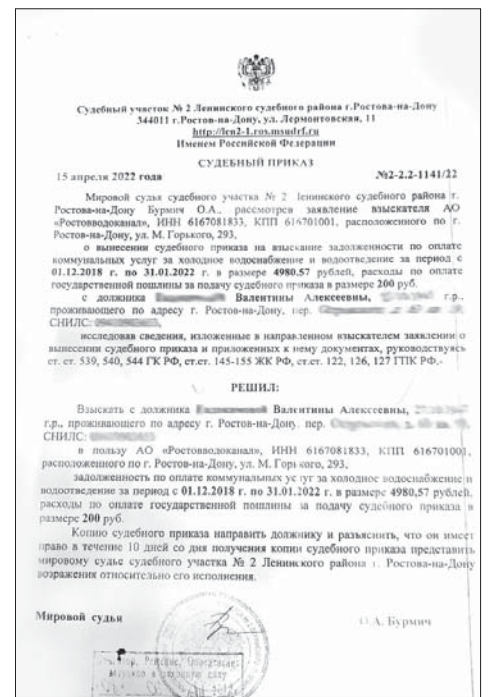 Судебный участок № 2 Ленинского судебного района г.Ростова-на-Дону
344011 г.Ростов-на-Дону, ул. Лермонтовская, 11
http://len2-1.ros.msudrf.ru
Именем Российской Федерации
СУДЕБНЫЙ ПРИКАЗ
15 апреля 2022 года №2-2.2-1141/22
Мировой судья судебного участка № 2 Ленинского судебного района г.
Ростова-на-Дону Бурмич О.А., рассмотрев заявление взыскателя АО
«Ростовводоканал», ИНН 6167081833, КПП 616701001, расположенного по г.
Ростов-на-Дону, ул. М. Горького, 293,
о вынесении судебного приказа на взыскание задолженности по оплате
коммунальных услуг за холодное водоснабжение и водоотведение за период с
01.12.2018 г. по 31.01.2022 г. в размере 4980.57 рублей, расходы по оплате
государственной пошлины за подачу судебного приказа в размере 200 руб.
с должника Валентины Алексеевны, г.р.,
проживающего по адресу г. Ростов-на-Дону, пер.
СНИЛС:
исследовав сведения, изложенные в направленном взыскателем заявлении о
вынесении судебного приказа и приложенных к нему документах, руководствуясь
ст. ст. 539, 540, 544 ГК РФ, ст.ст. 145-155 ЖК РФ, ст.ст. 122, 126, 127 ГПК РФ,-
РЕШИЛ:
Взыскать с должника Валентины Алексеевны,
г.р., проживающего по адресу г. Ростов-на-Дону, пер.
СНИЛС:
в пользу АО «Ростовводоканал», ИНН 6167081833, КПП 616701001,
расположенного по г. Ростов-на-Дону, ул. М. Горького, 293,
задолженность по оплате коммунальных услуг за холодное водоснабжение и
водоотведение за период с 01.12.2018 г. по 31.01.2022 г. в размере 4980,57 рублей,
расходы по оплате государственной пошлины за подачу судебного приказа в
размере 200 руб.
Копию судебного приказа направить должнику и разъяснить, что он имеет
право в течение 10 дней со дня получения копии судебного приказа представить
мировому судье судебного участка № 2 Ленинского района г. Ростова-на-Дону
возражения относительно его исполнения.
Мировой судья О.А. Бурмич